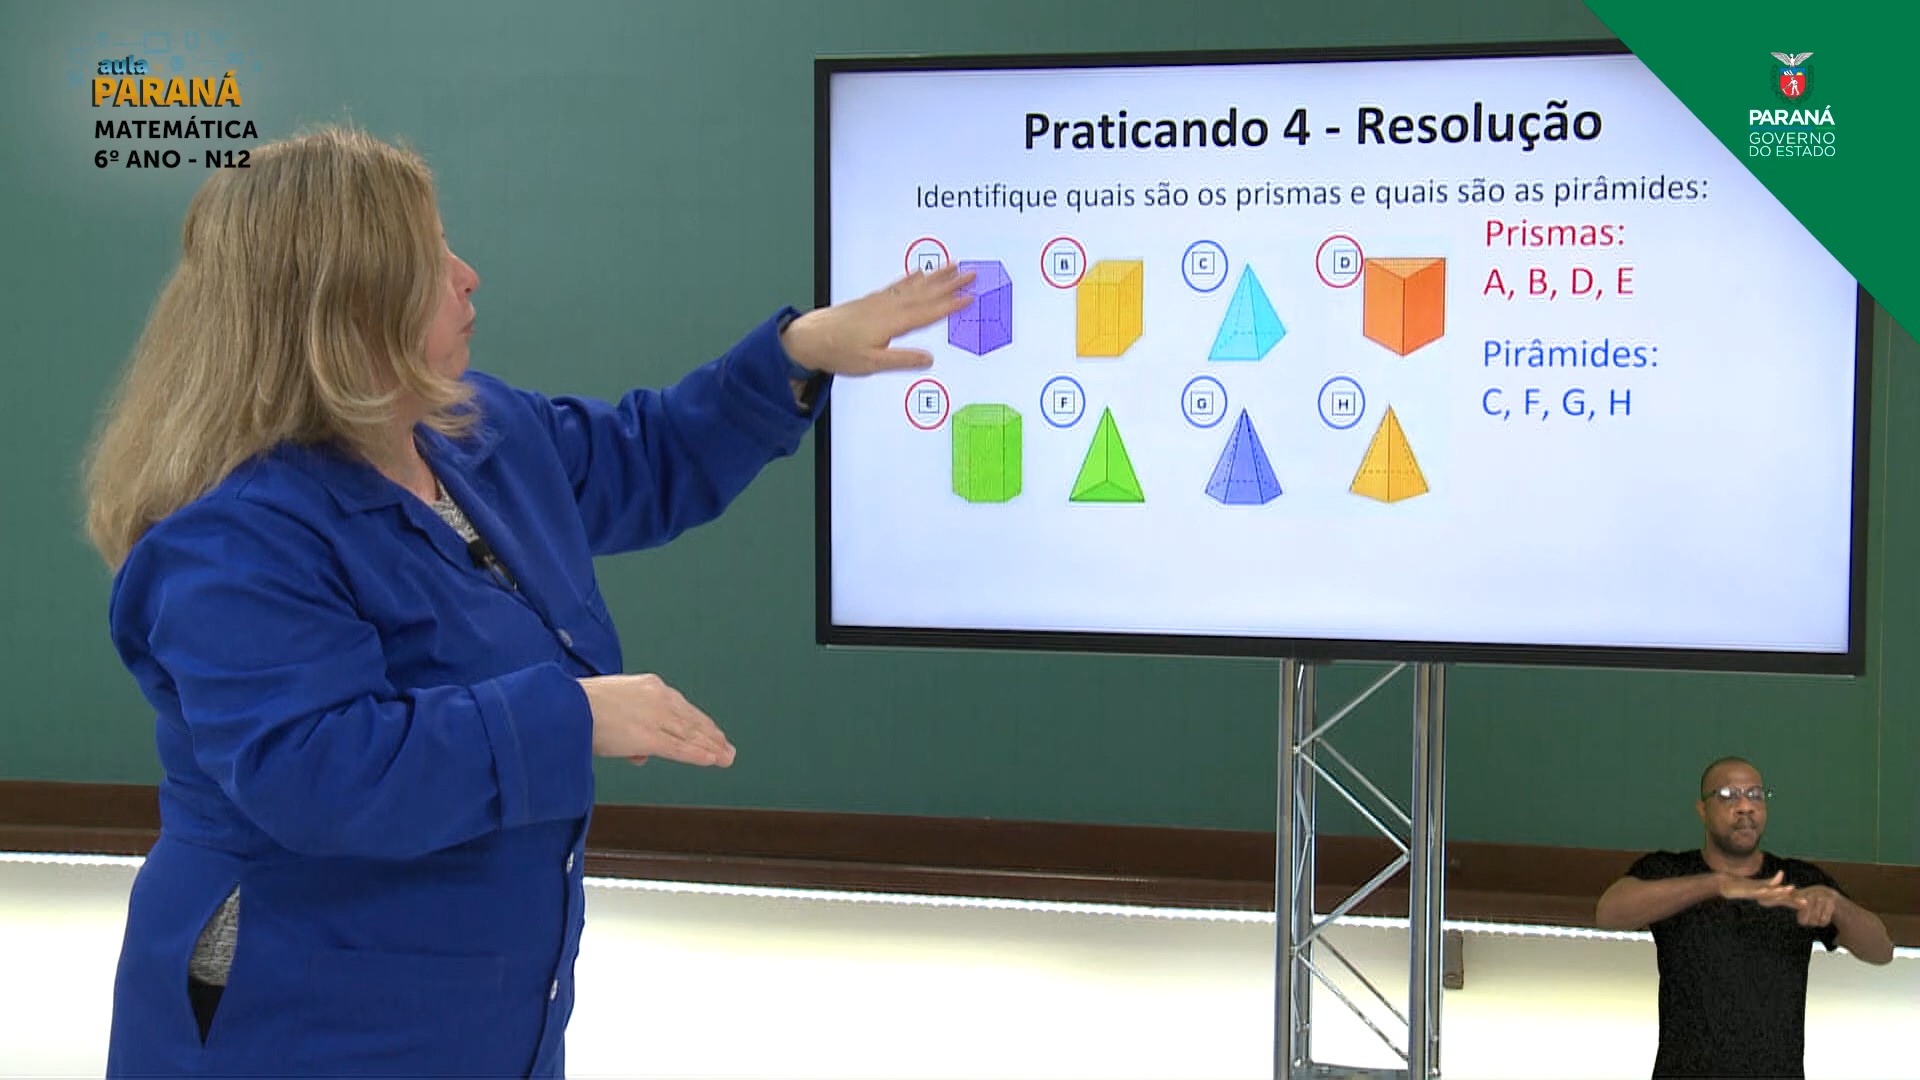 aula
PARANÁ
MATEMÁTICA
6º ANO - N12
PARANÁ
GOVERNO
DO ESTADO
Praticando 4 - Resolução
Identifique quais são os prismas e quais são as pirâmides:
A
B
C
D
Prismas:
A, B, D, E
Pirâmides:
C, F, G, H
E
F
G
H